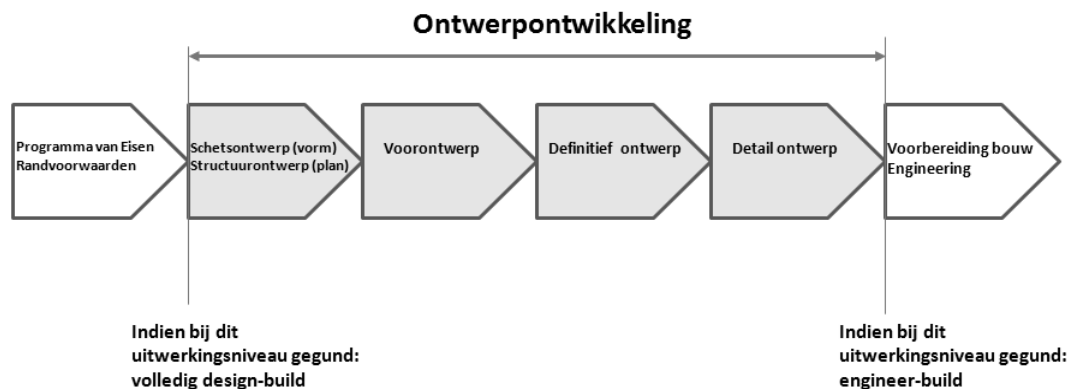 Ontwerpontwikkeling
Programma van Eisen
Randvoorwaarden
Schetsontwerp (vorm)
Structuurontwerp (plan)
Voorontwerp
Definitief ontwerp
Detail ontwerp
Voorbereiding bouw
Engineering
Indien bij dit
uitwerkingsniveau gegund:
volledig design-build
Indien bij dit
uitwerkingsniveau gegund:
engineer-build